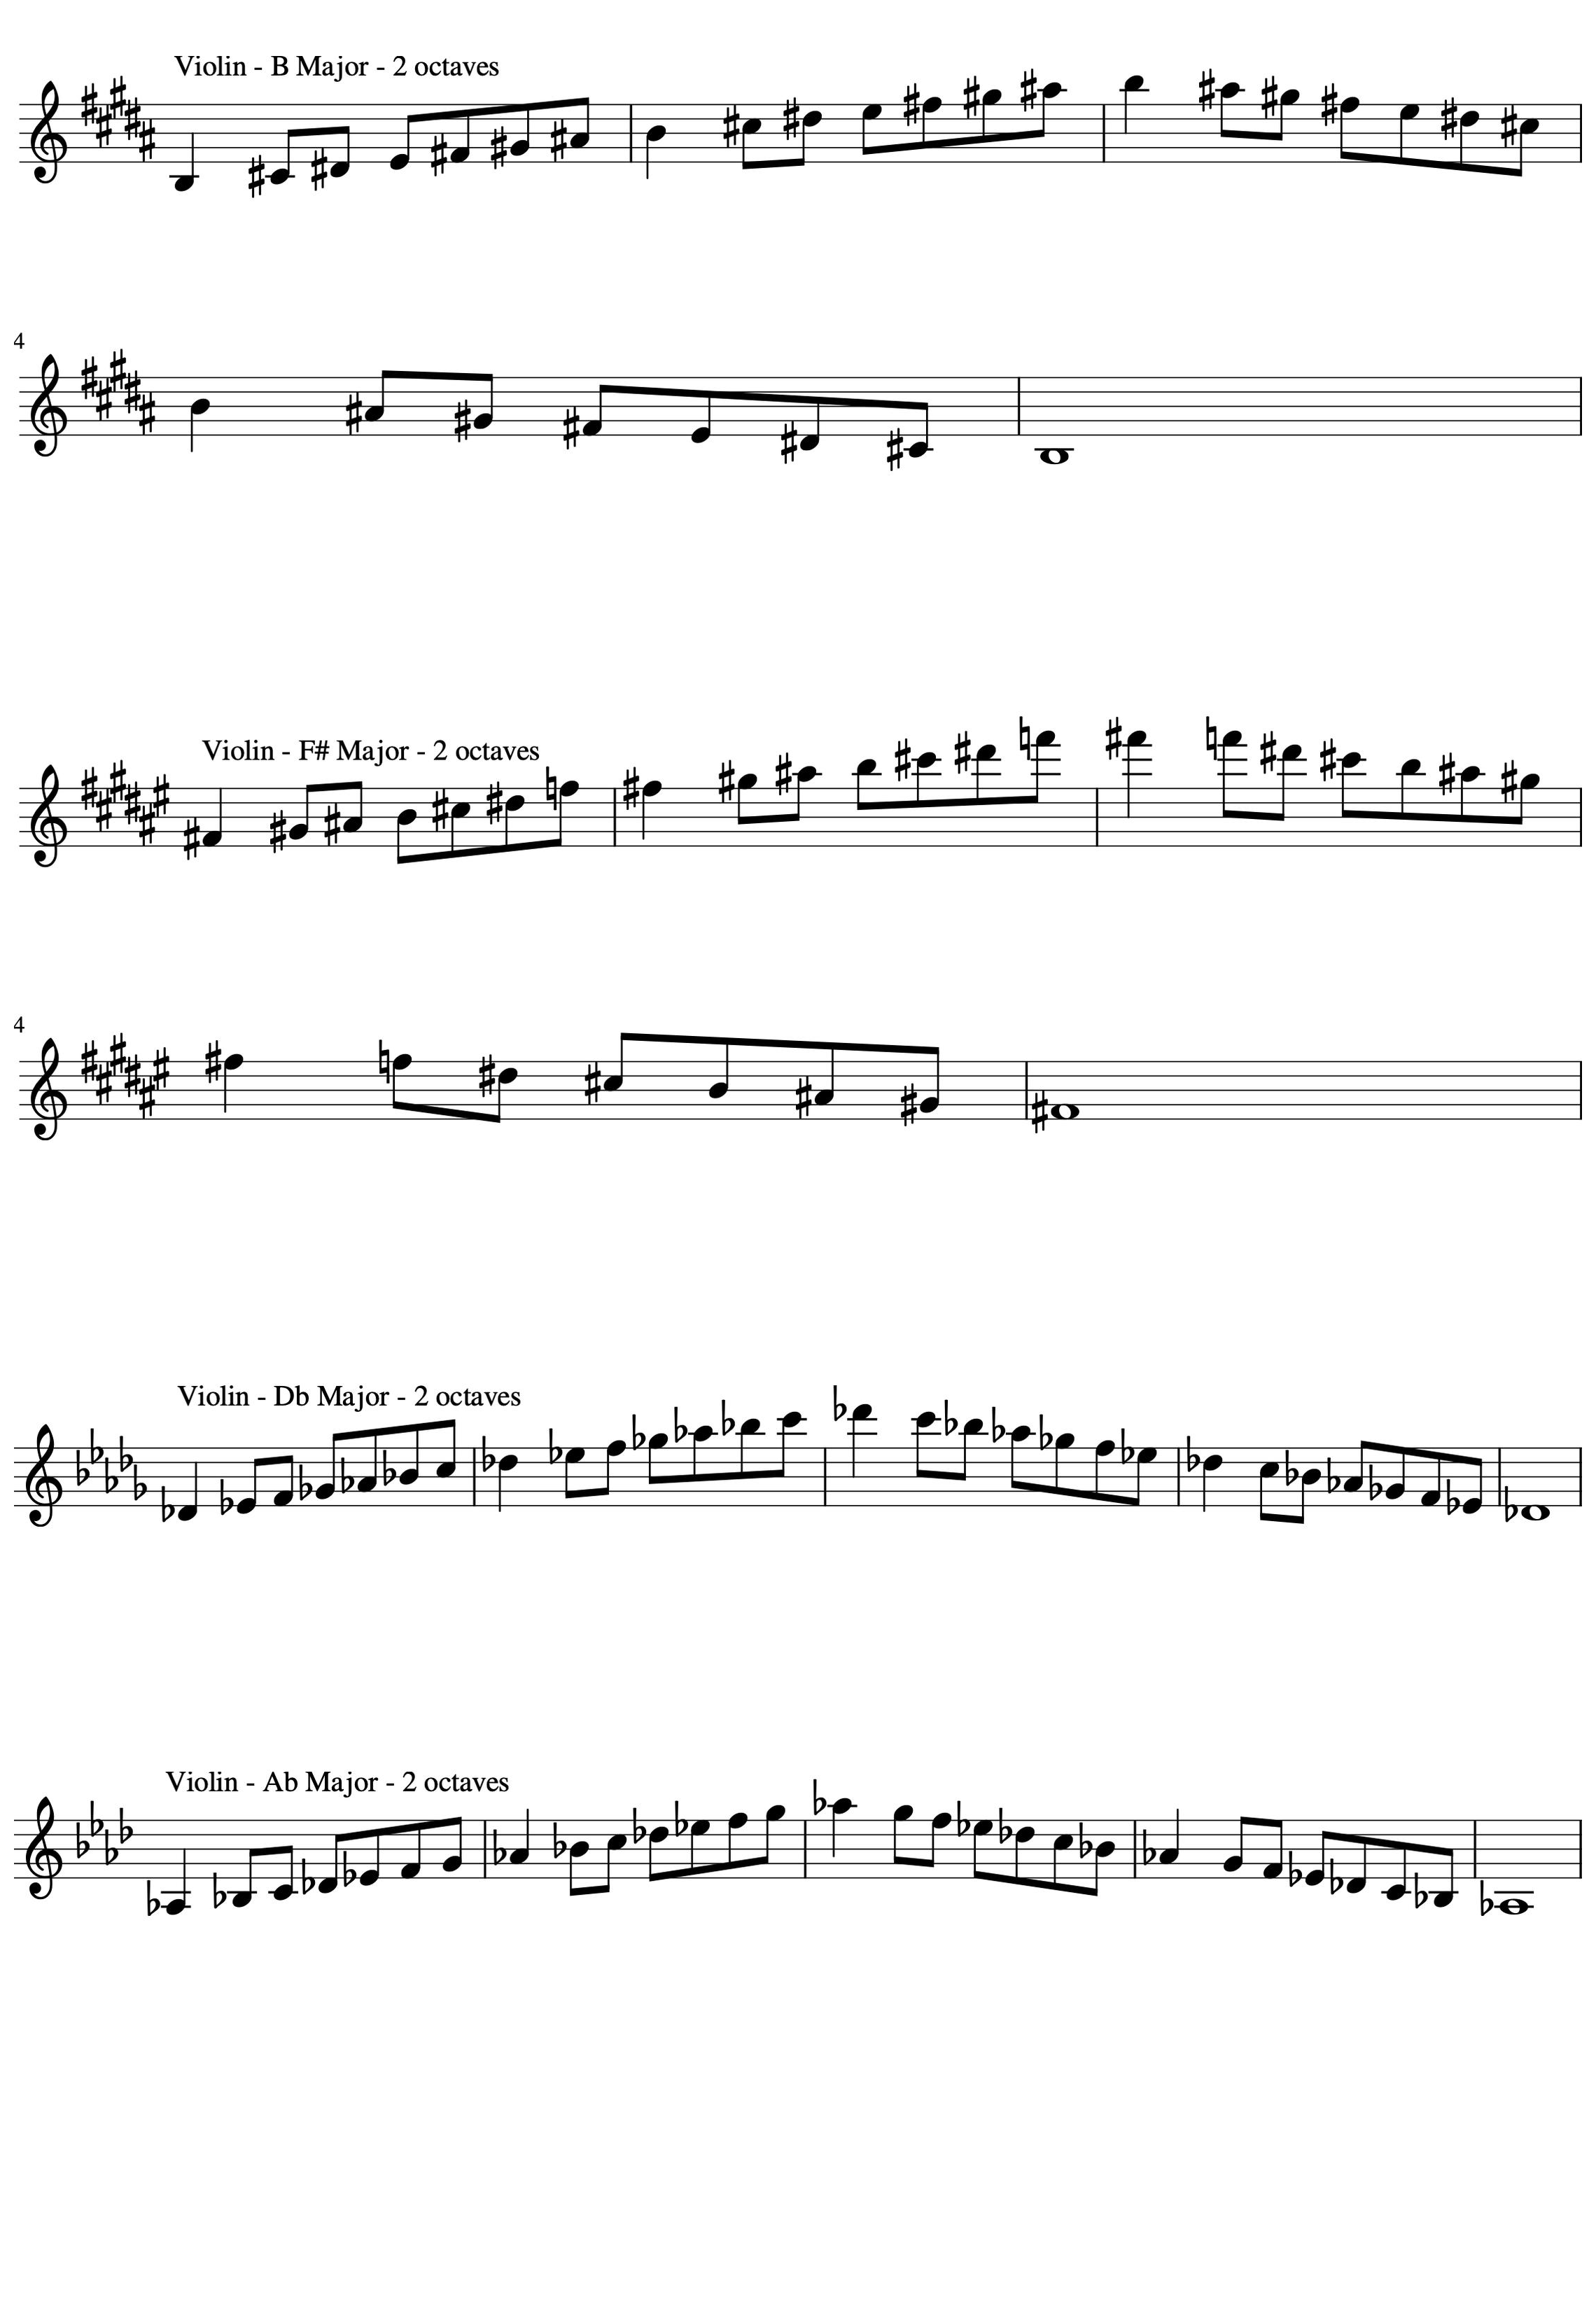 Violin - B Major - 2 octaves
4
Violin - F# Major - 2 octaves
4
Violin - Db Major - 2 octaves
Violin - Ab Major - 2 octaves